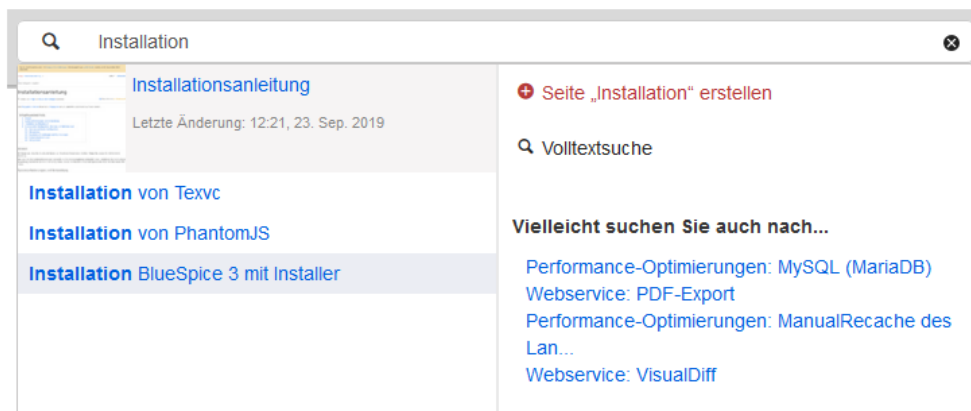 Installation
Installationsanleitung
Letzte Änderung: 12:21, 23. Sep. 2019
Installation von Texvc
Installation von PhantomJS
Installation BlueSpice 3 mit Installer
Seite „Installation" erstellen
Volltextsuche
Vielleicht suchen Sie auch nach...
Performance-Optimierungen: MySQL (MariaDB)
Webservice: PDF-Export
Performance-Optimierungen: ManualRecache des
Lan...
Webservice: VisualDiff